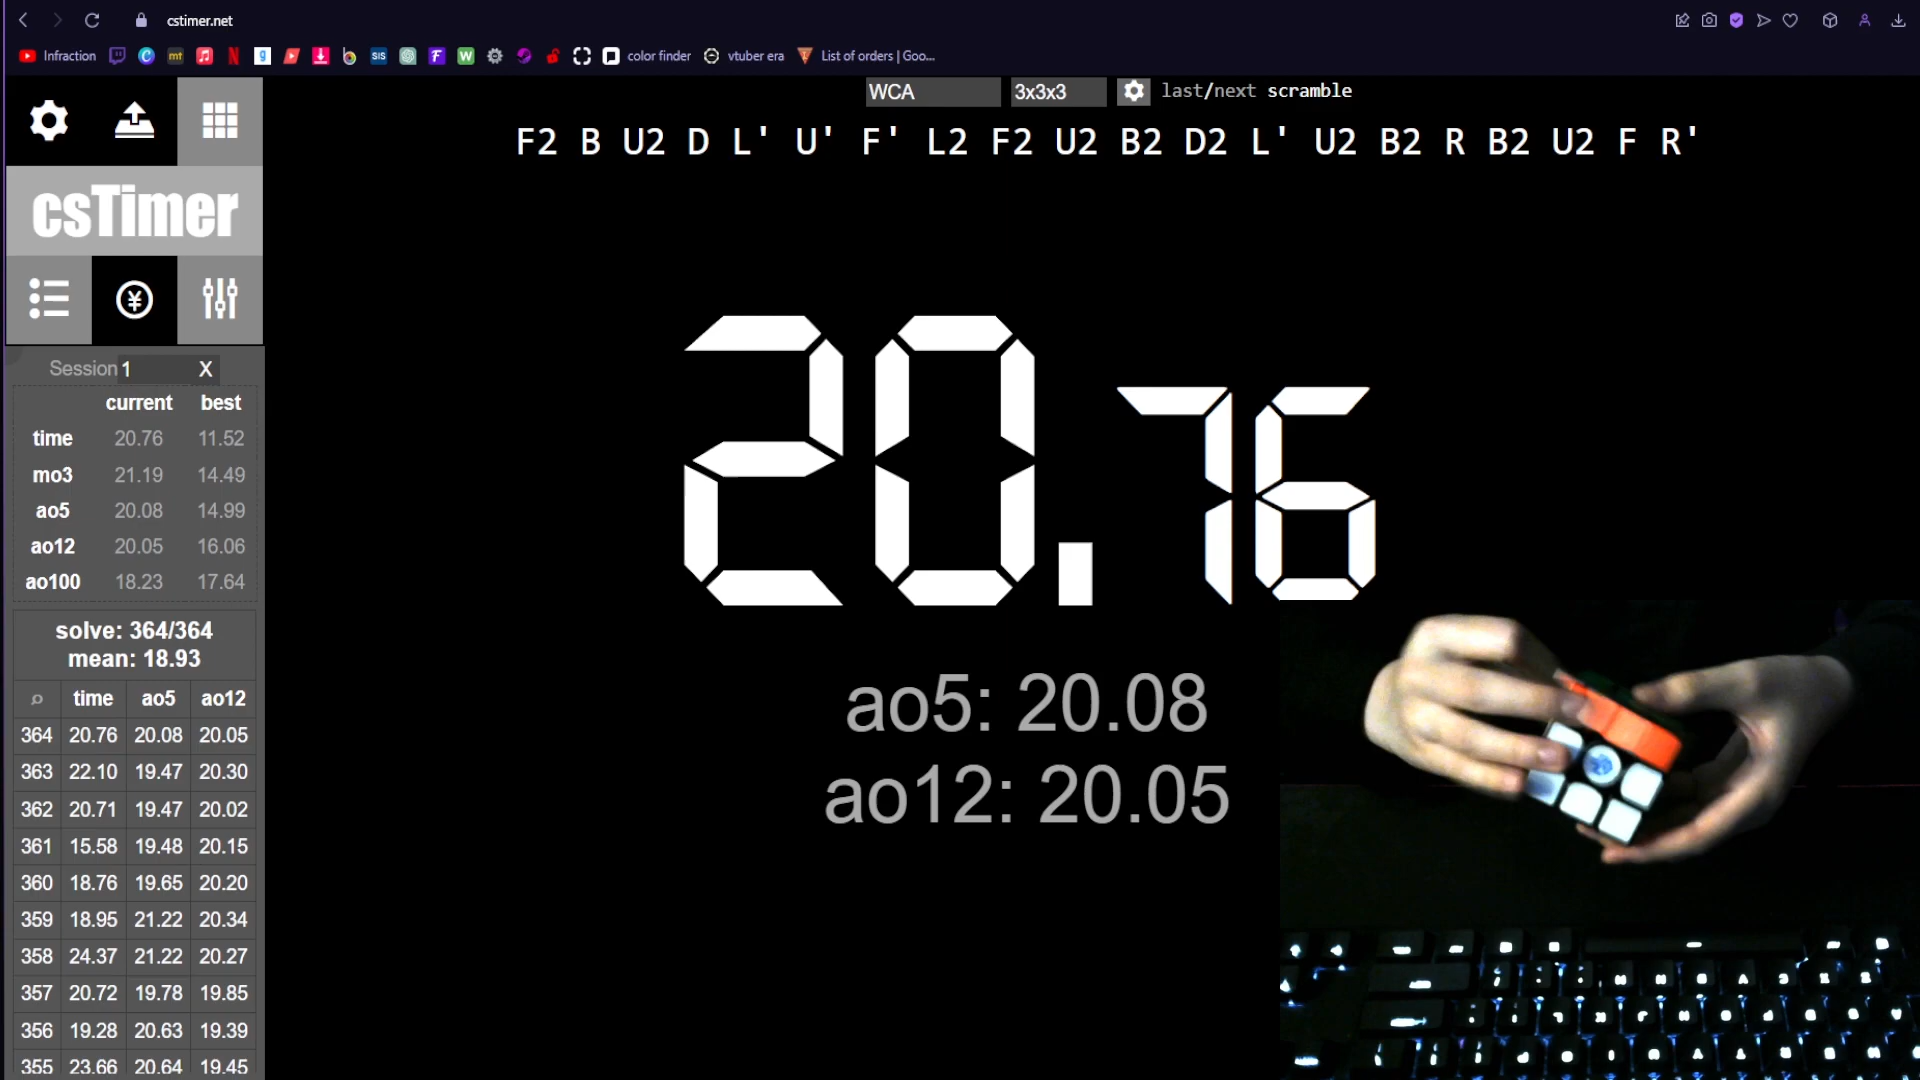 cstimer.net
Infraction
mt
g
SIS
F
W
color finder
vtuber era
List of orders | Goo...
WCA
3x3x3
last/next scramble
F2 B U2 D L' U' F' L2 F2 U2 B2 D2 L' U2 B2 R B2 U2 F R'
csTimer
Session 1 X
current best
time 20.76 11.52
mo3 21.19 14.49
ao5 20.08 14.99
ao12 20.05 16.06
ao100 18.23 17.64
solve: 364/364
mean: 18.93
time ao5 ao12
364 20.76 20.08 20.05
363 22.10 19.47 20.30
362 20.71 19.47 20.02
361 15.58 19.48 20.15
360 18.76 19.65 20.20
359 18.95 21.22 20.34
358 24.37 21.22 20.27
357 20.72 19.78 19.85
356 19.28 20.63 19.39
355 23.66 20.64 19.45
20.76
ao5: 20.08
ao12: 20.05